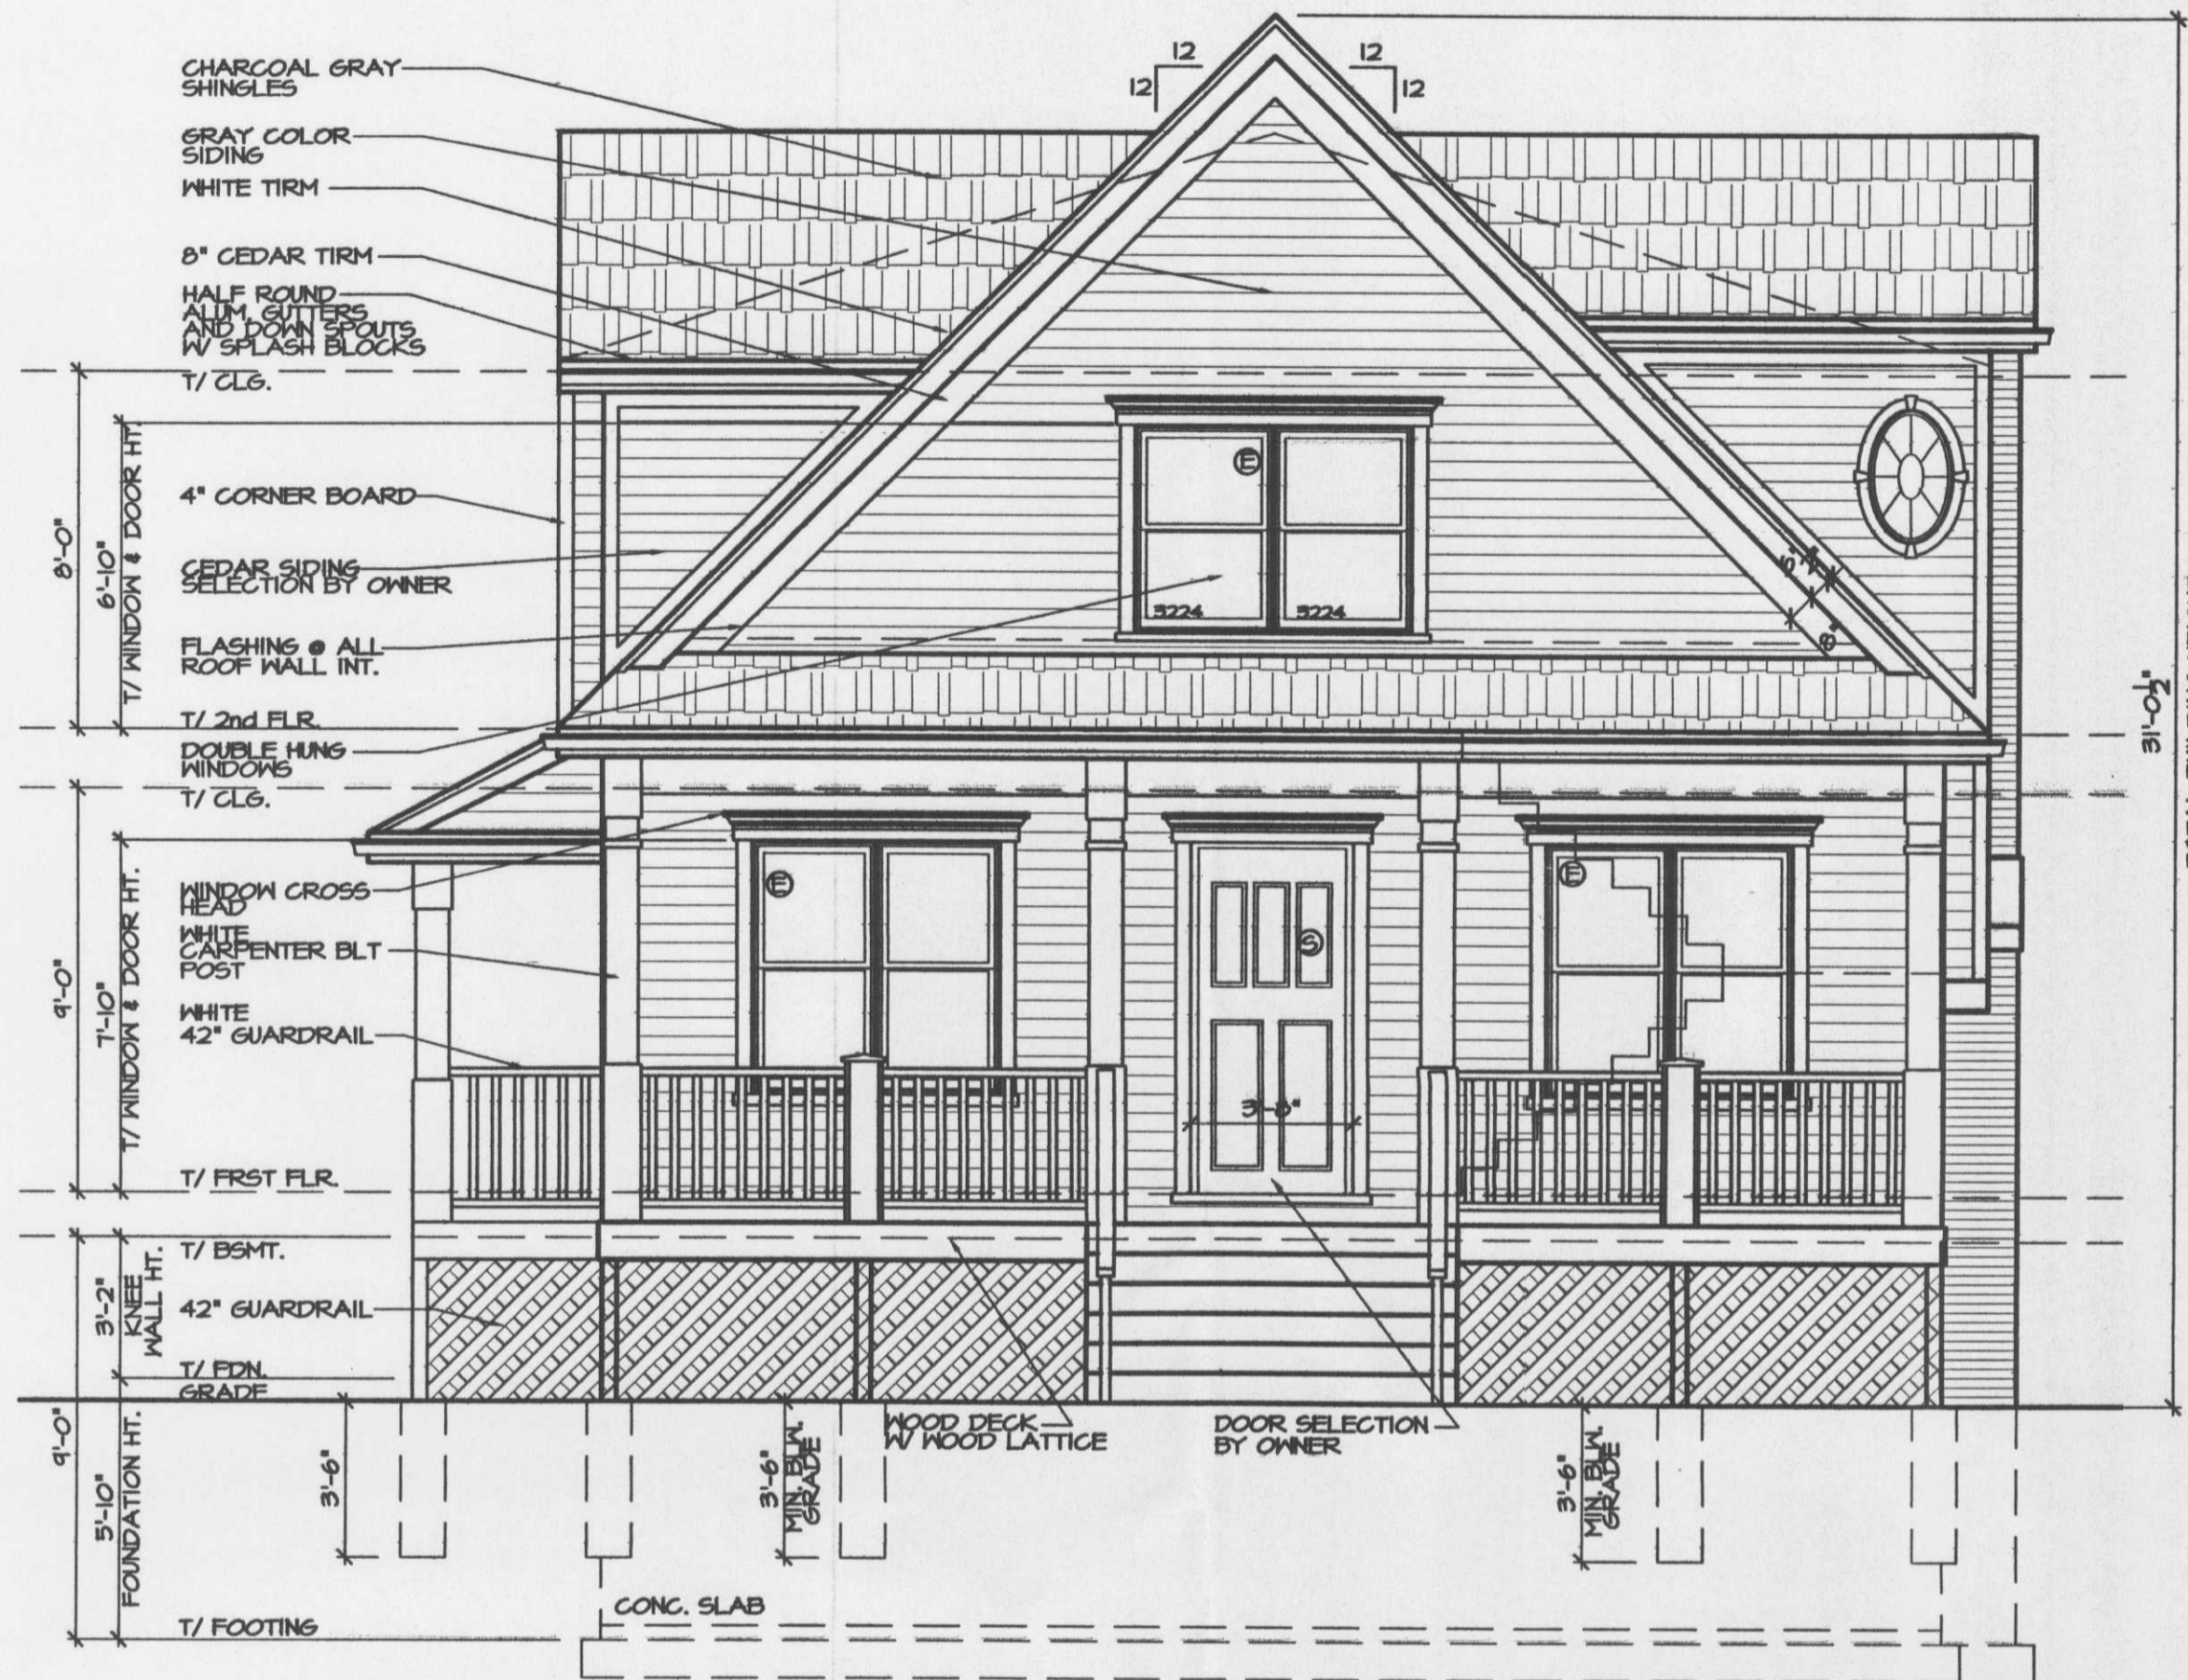 CHARCOAL GRAY
SHINGLES
GRAY COLOR
SIDING
WHITE TIRM
8" CEDAR TIRM
HALF ROUND
ALUM. GUTTERS
AND DOWN SPOUTS
W/ SPLASH BLOCKS
T/ CLG.
4" CORNER BOARD
CEDAR SIDING
SELECTION BY OWNER
FLASHING @ ALL
ROOF WALL INT.
T/ 2nd FLR.
DOUBLE HUNG
WINDOWS
T/ CLG.
WINDOW CROSS
HEAD
WHITE
CARPENTER BLT
POST
WHITE
42" GUARDRAIL
T/ FRST FLR.
T/ BSMT.
42" GUARDRAIL
T/ FDN.
GRADE
T/ FOOTING
8'-0"
6'-10"
T/ WINDOW & DOOR HT.
9'-0"
7'-10"
T/ WINDOW & DOOR HT.
3'-2"
KNEE
WALL HT.
9'-0"
5'-10"
FOUNDATION HT.
12
12
12
12
E
3224
3224
8"
31'-0 1/2"
E
S
E
3'-6"
3'-6"
MIN. BLW.
GRADE
WOOD DECK
W/ WOOD LATTICE
DOOR SELECTION
BY OWNER
3'-6"
MIN. BLW.
GRADE
CONC. SLAB